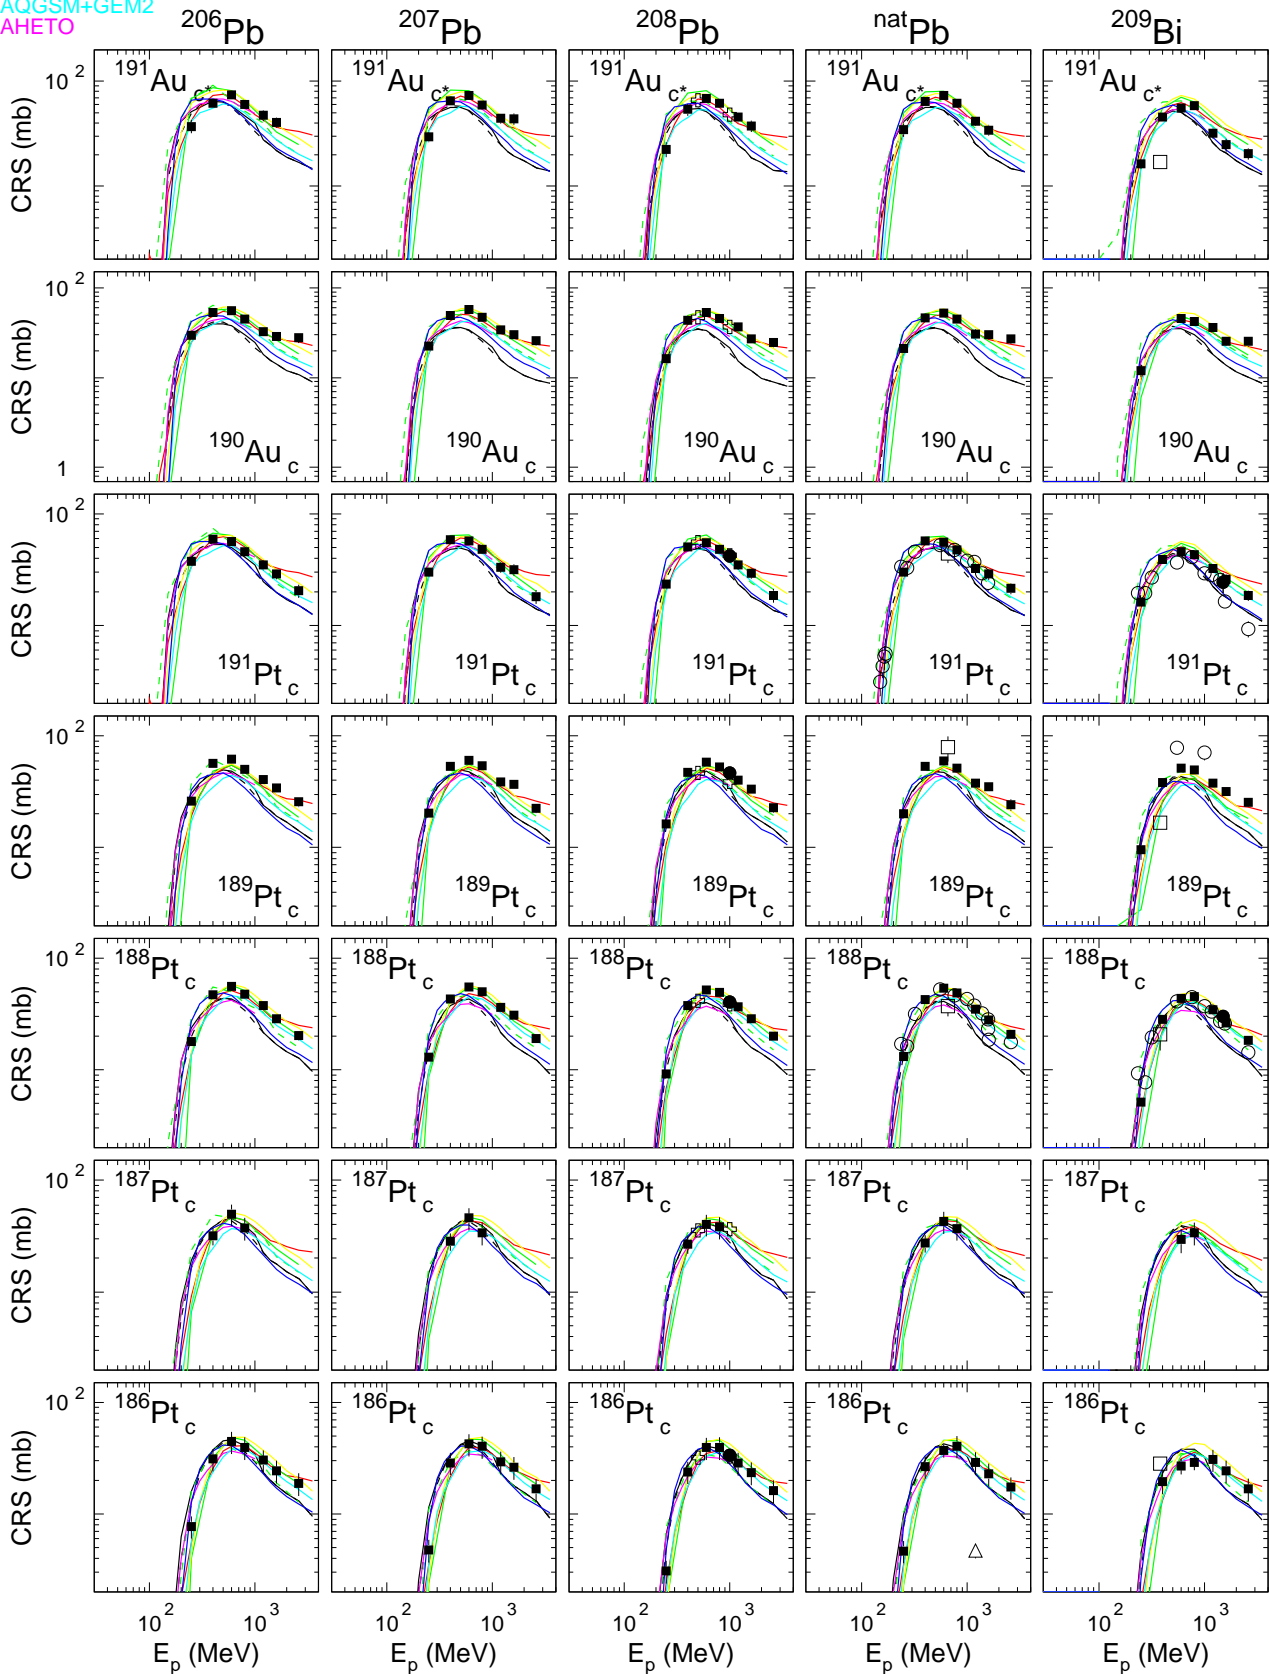 AQGSM+GEM2
AHETO
206Pb 207Pb 208Pb natPb 209Bi
10 2 CRS (mb) 191Au c* 191Au c* 191Au c* 191Au c* 191Au c*
10 2 1 CRS (mb) 190Au c 190Au c 190Au c 190Au c 190Au c
10 2 CRS (mb) 191Pt c 191Pt c 191Pt c 191Pt c 191Pt c
10 2 CRS (mb) 189Pt c 189Pt c 189Pt c 189Pt c 189Pt c
10 2 CRS (mb) 188Pt c 188Pt c 188Pt c 188Pt c 188Pt c
10 2 CRS (mb) 187Pt c 187Pt c 187Pt c 187Pt c 187Pt c
10 2 CRS (mb) 186Pt c 186Pt c 186Pt c 186Pt c 186Pt c
10 2 10 3 10 2 10 3 10 2 10 3 10 2 10 3 10 2 10 3
Ep (MeV) Ep (MeV) Ep (MeV) Ep (MeV) Ep (MeV)